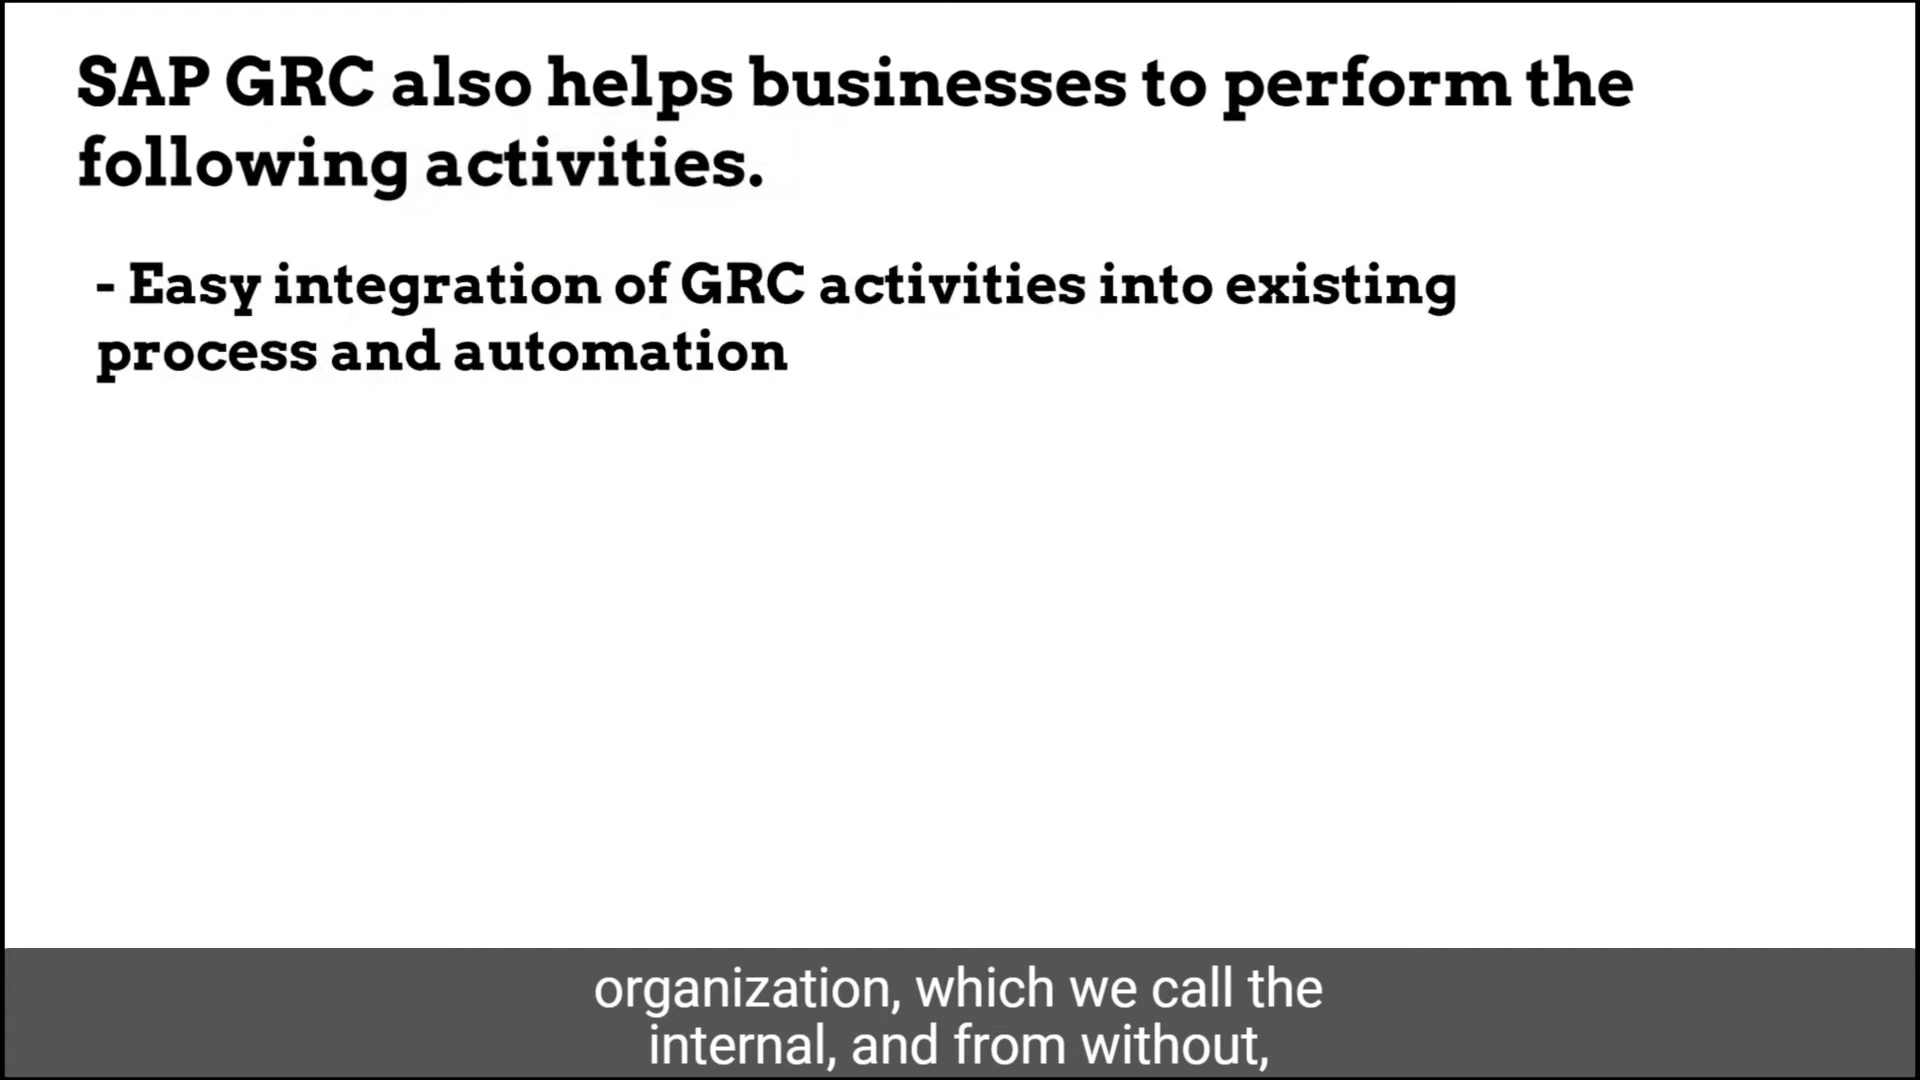 SAP GRC also helps businesses to perform the
following activities.
- Easy integration of GRC activities into existing
process and automation
organization, which we call the
internal, and from without,